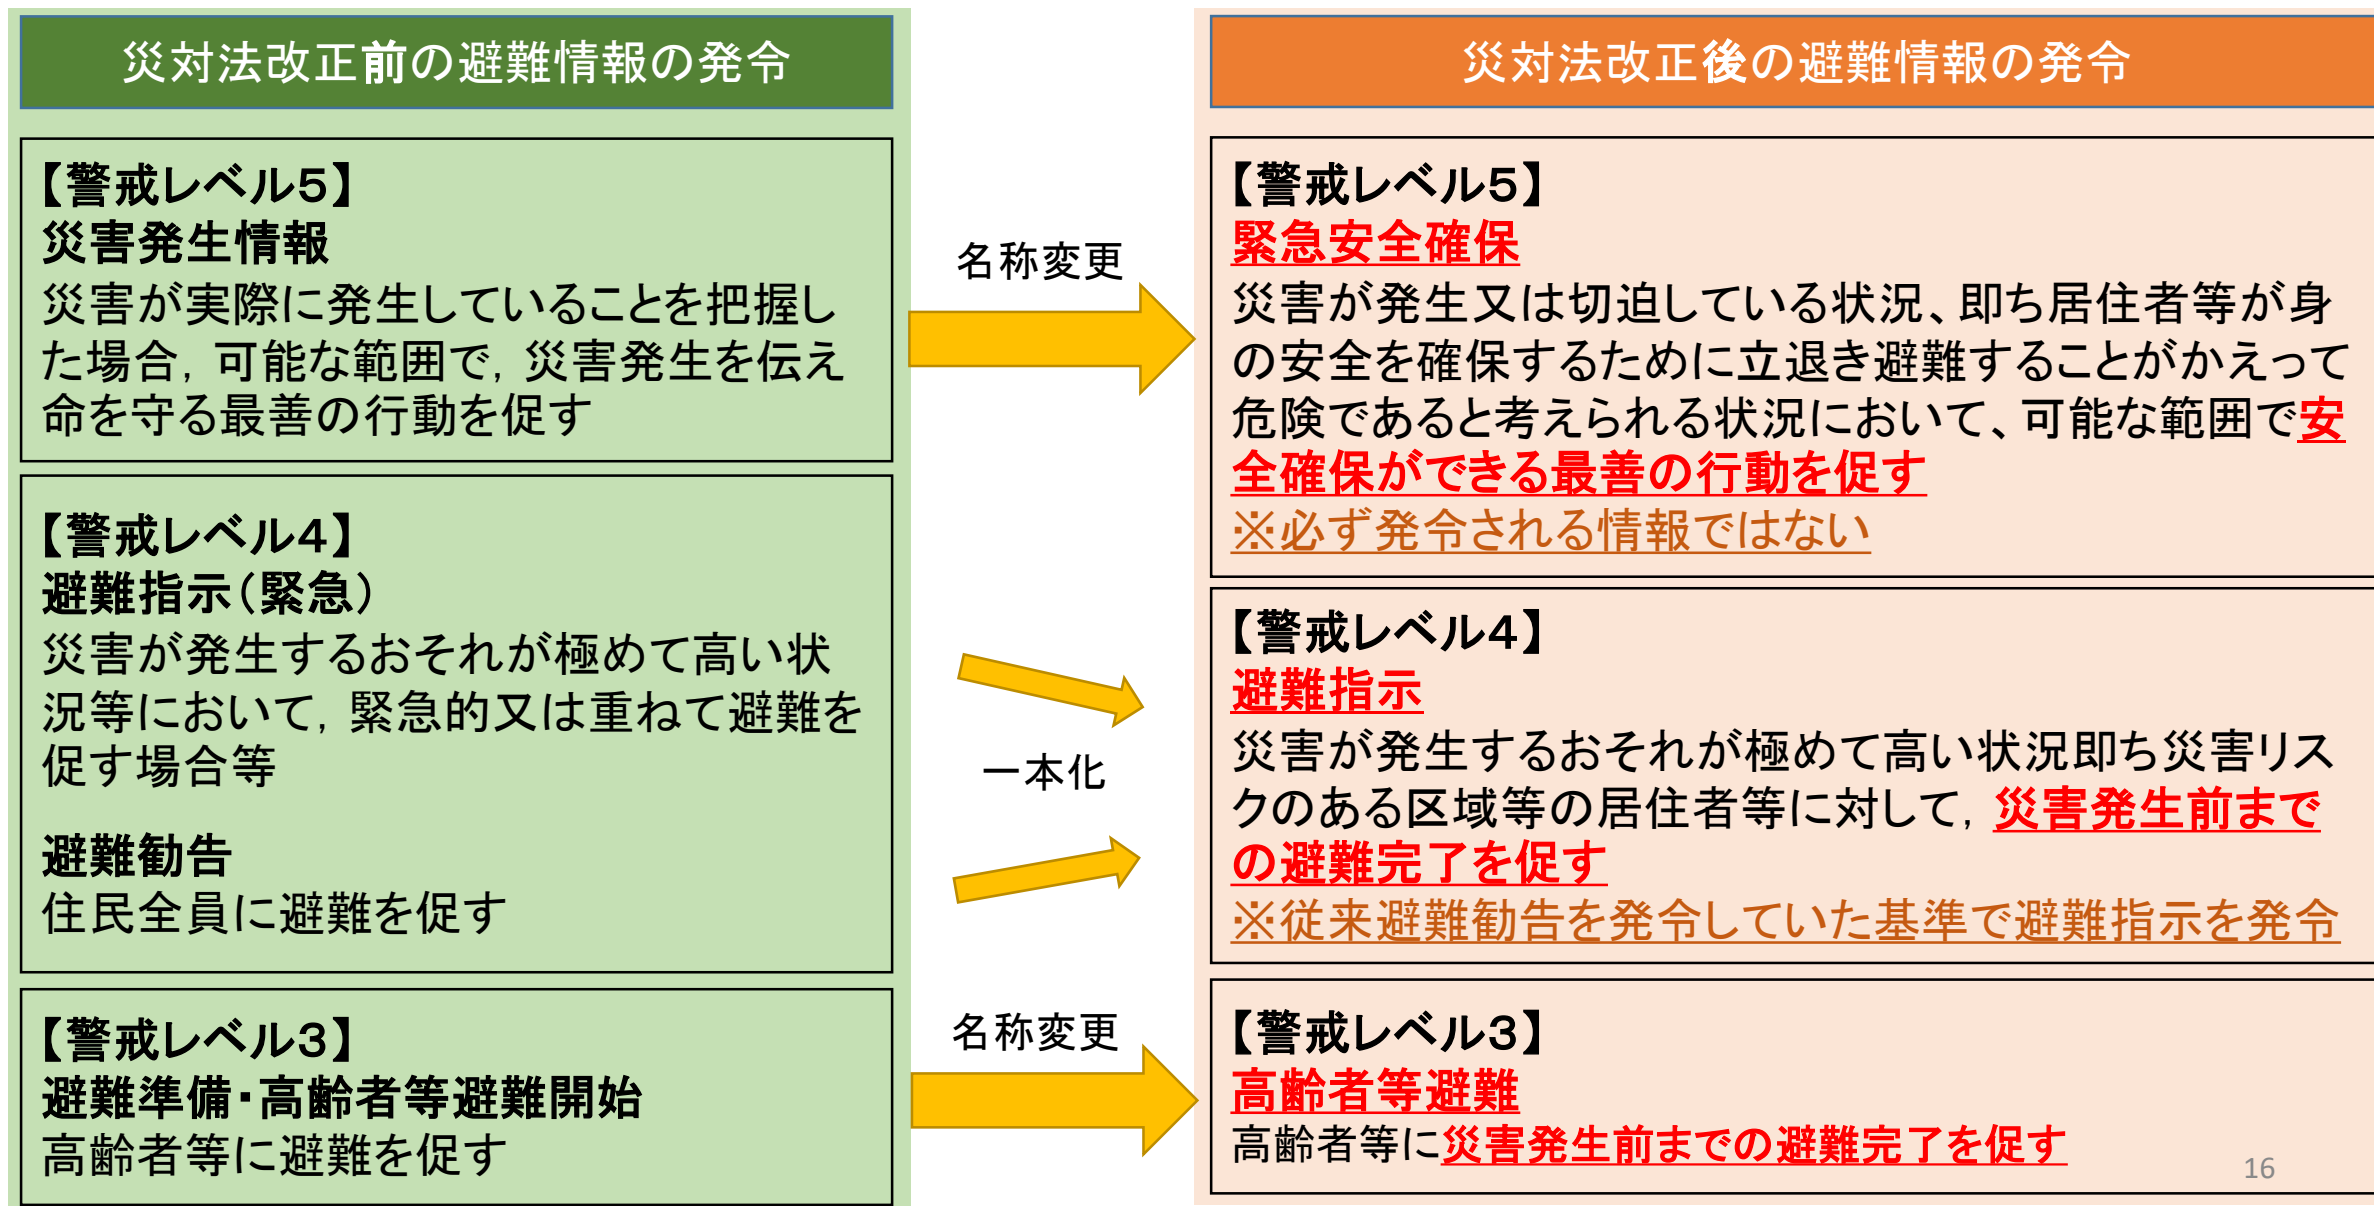 災対法改正前の避難情報の発令
【警戒レベル5】
災害発生情報
災害が実際に発生していることを把握し
た場合，可能な範囲で，災害発生を伝え
命を守る最善の行動を促す
【警戒レベル4】
避難指示（緊急）
災害が発生するおそれが極めて高い状
況等において，緊急的又は重ねて避難を
促す場合等
避難勧告
住民全員に避難を促す
【警戒レベル3】
避難準備・高齢者等避難開始
高齢者等に避難を促す
名称変更
一本化
名称変更
災対法改正後の避難情報の発令
【警戒レベル5】
緊急安全確保
災害が発生又は切迫している状況、即ち居住者等が身
の安全を確保するために立退き避難することがかえって
危険であると考えられる状況において、可能な範囲で安
全確保ができる最善の行動を促す
※必ず発令される情報ではない
【警戒レベル4】
避難指示
災害が発生するおそれが極めて高い状況即ち災害リス
クのある区域等の居住者等に対して，災害発生前まで
の避難完了を促す
※従来避難勧告を発令していた基準で避難指示を発令
【警戒レベル3】
高齢者等避難
高齢者等に災害発生前までの避難完了を促す
16